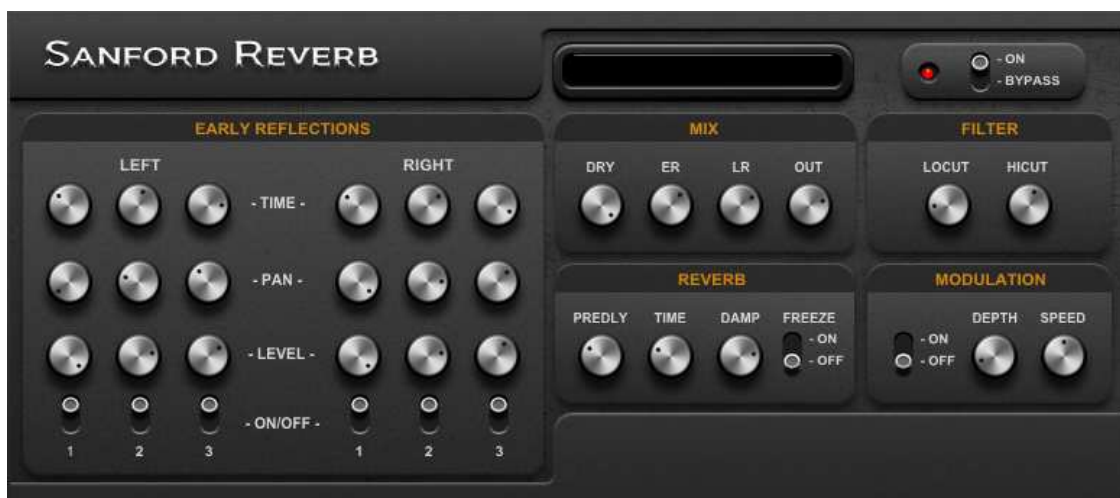 SANFORD REVERB
- ON
- BYPASS
EARLY REFLECTIONS
LEFT RIGHT
- TIME -
- PAN -
- LEVEL -
- ON/OFF -
1 2 3 1 2 3
MIX
DRY ER LR OUT
FILTER
LOCUT HICUT
REVERB
PREDLY TIME DAMP FREEZE
- ON
- OFF
MODULATION
DEPTH SPEED
- ON
- OFF